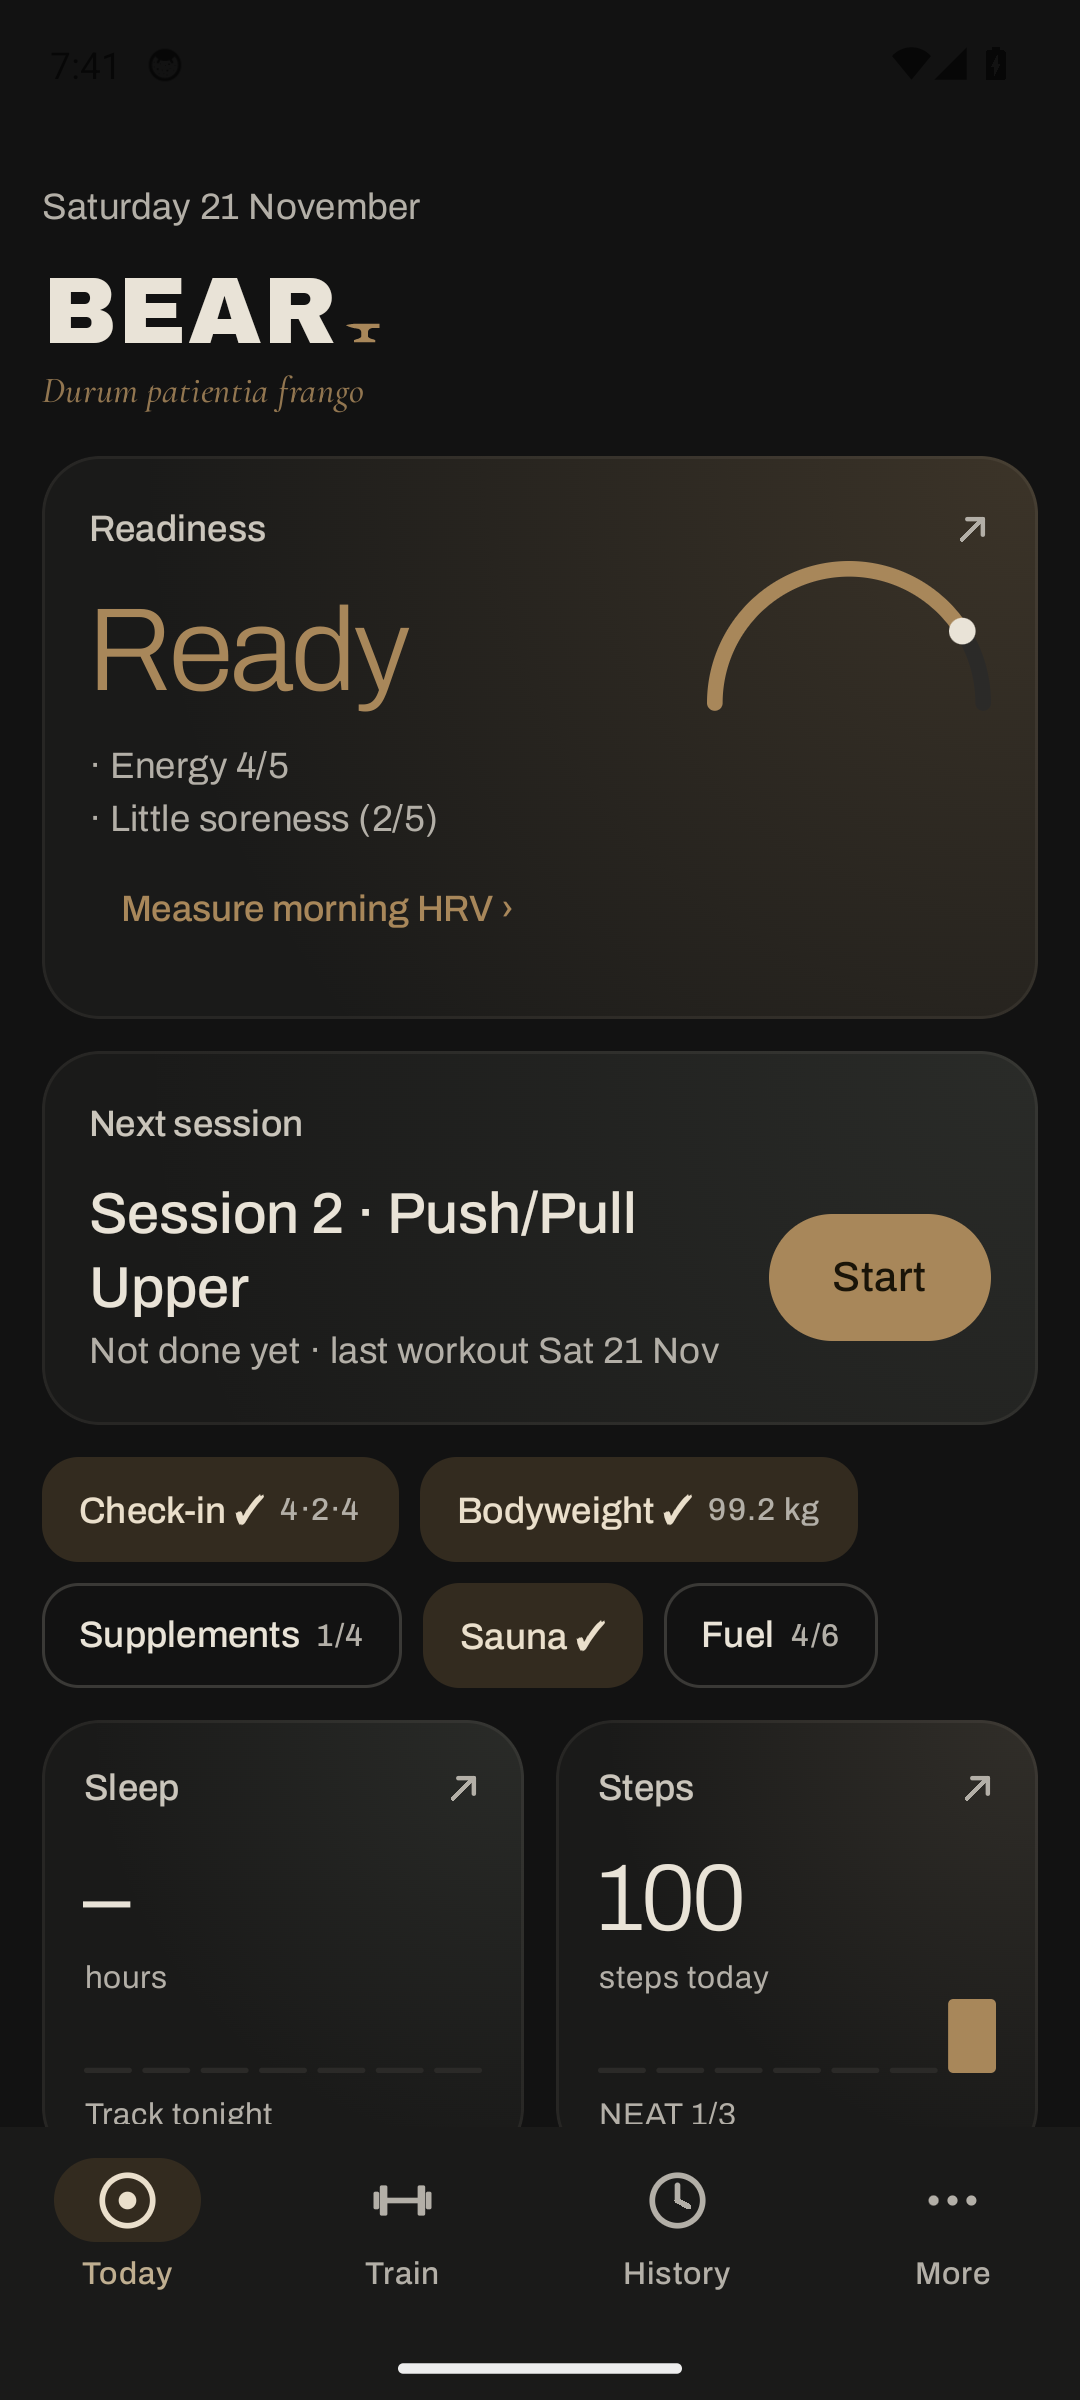 7:41
Saturday 21 November
BEAR
Durum patientia frango
Readiness
Ready
· Energy 4/5
· Little soreness (2/5)
Measure morning HRV ›
Next session
Session 2 · Push/Pull
Upper
Start
Not done yet · last workout Sat 21 Nov
Check-in ✓ 4·2·4
Bodyweight ✓ 99.2 kg
Supplements 1/4
Sauna ✓
Fuel 4/6
Sleep
–
hours
Track tonight
Steps
100
steps today
NEAT 1/3
Today
Train
History
More